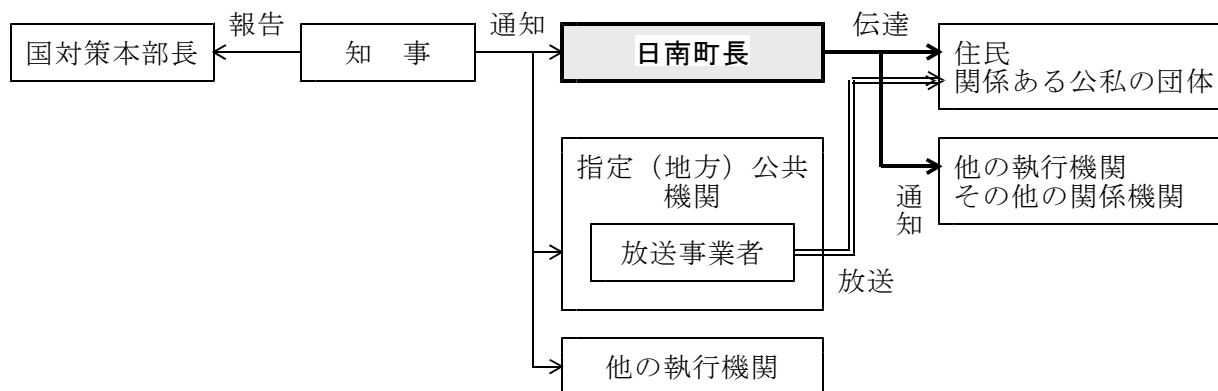 報告
通知
伝達
国対策本部長
知　事
日南町長
住民
関係ある公私の団体
指定（地方）公共
機関
放送事業者
放送
通
知
他の執行機関
その他の関係機関
他の執行機関